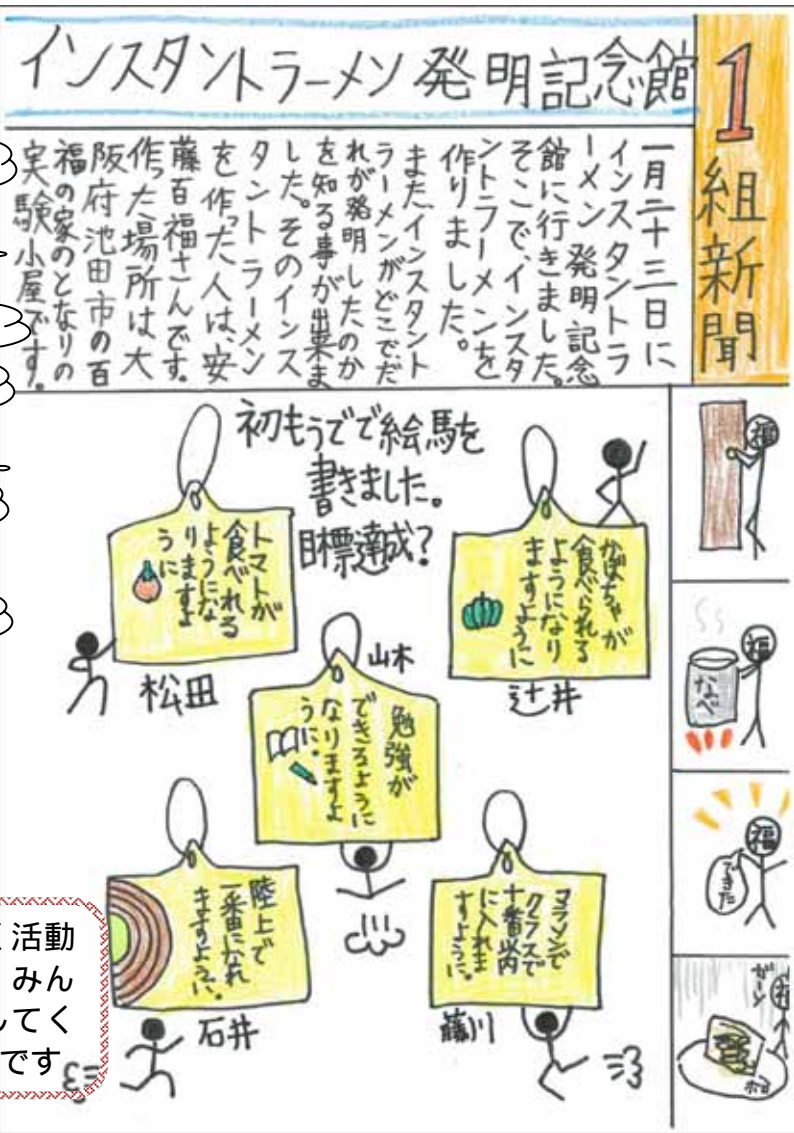 1組新聞
インスタントラーメン発明記念館
一月二十三日に
インスタントラ
ーメン発明記念
館に行きました。
そこで、インスタ
ントラーメンを
作りました。
また、インスタント
ラーメンがどこで、だ
れが発明したのか
を知る事が出来ま
した。そのインス
タントラーメン
を作った人は、安
藤百福さんです。
作った場所は大
阪府池田市の百
福の家のとなりの
実験小屋です。
福
福
なべ
福
できた
ガーン
福
ホロ
初もうでで絵馬を
書きました。
目標達成?
かぼちゃが
食べられる
ようになり
ますように
辻井
トマトが
食べれる
ようにな
りますよ
うに
松田
山本
勉強が
できるように
なりますよ
うに。
マラソンで
クラスで
十番以内
に入れま
すように。
藤川
陸上で
一番になれ
ますように。
石井
活動
みん
してく
です